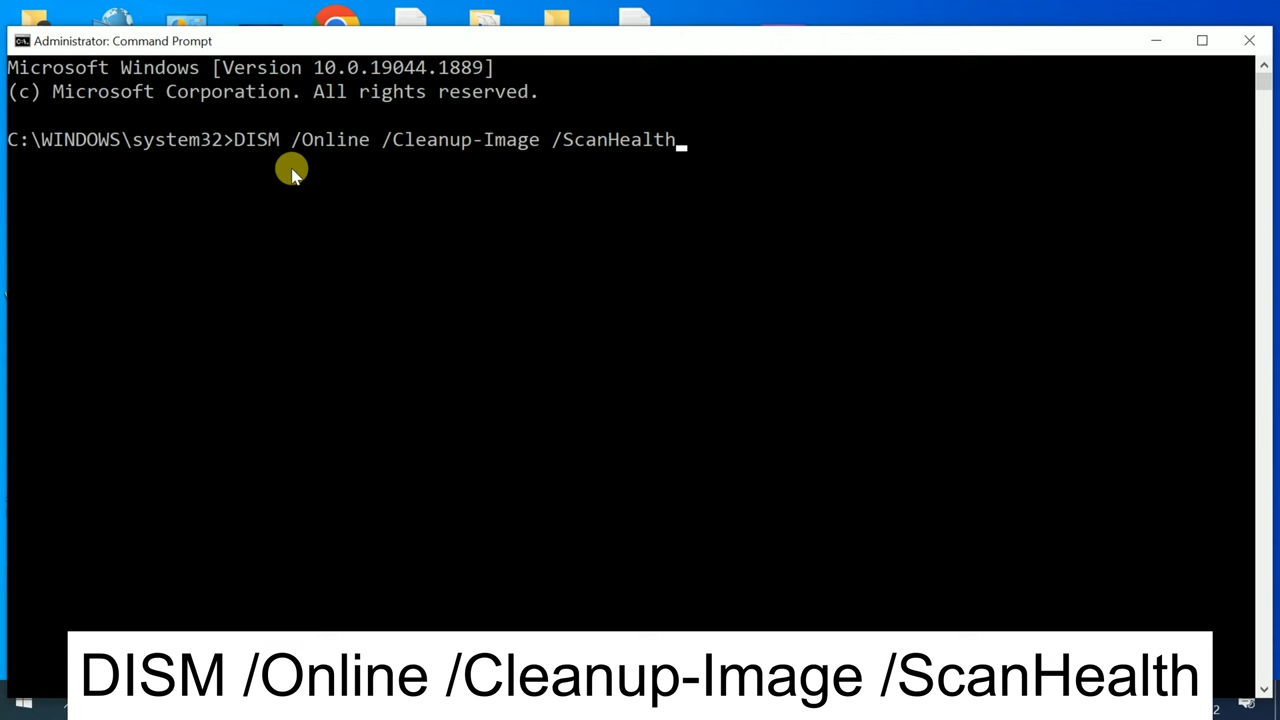 Administrator: Command Prompt
Microsoft Windows [Version 10.0.19044.1889]
(c) Microsoft Corporation. All rights reserved.
C:\WINDOWS\system32>DISM /Online /Cleanup-Image /ScanHealth
DISM /Online /Cleanup-Image /ScanHealth
2